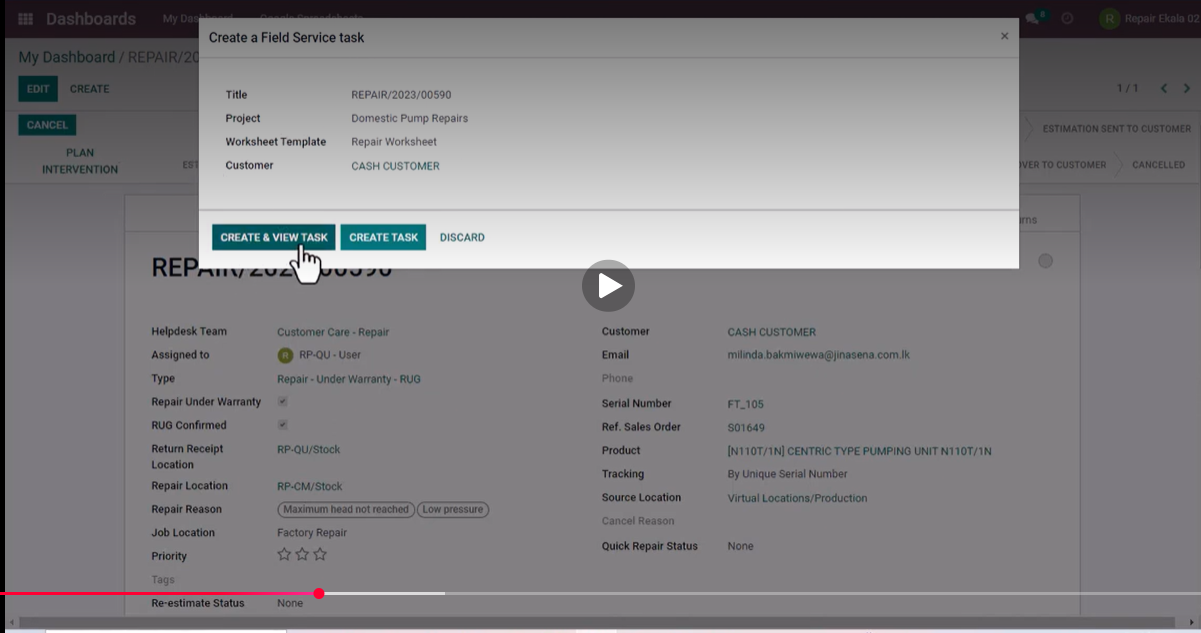 Dashboards
My Dashboard
Google Spreadsheets
8
R Repair Ekala 02
My Dashboard / REPAIR/20
EDIT
CREATE
1 / 1
CANCEL
PLAN INTERVENTION
EST
ESTIMATION SENT TO CUSTOMER
OVER TO CUSTOMER
CANCELLED
Create a Field Service task
×
Title REPAIR/2023/00590
Project Domestic Pump Repairs
Worksheet Template Repair Worksheet
Customer CASH CUSTOMER
CREATE & VIEW TASK
CREATE TASK
DISCARD
REPAIR/2023/00590
Helpdesk Team Customer Care - Repair
Assigned to R RP-QU - User
Type Repair - Under Warranty - RUG
Repair Under Warranty
RUG Confirmed
Return Receipt Location RP-QU/Stock
Repair Location RP-CM/Stock
Repair Reason Maximum head not reached Low pressure
Job Location Factory Repair
Priority
Tags
Re-estimate Status None
Customer CASH CUSTOMER
Email milinda.bakmiwewa@jinasena.com.lk
Phone
Serial Number FT_105
Ref. Sales Order S01649
Product [N110T/1N] CENTRIC TYPE PUMPING UNIT N110T/1N
Tracking By Unique Serial Number
Source Location Virtual Locations/Production
Cancel Reason
Quick Repair Status None